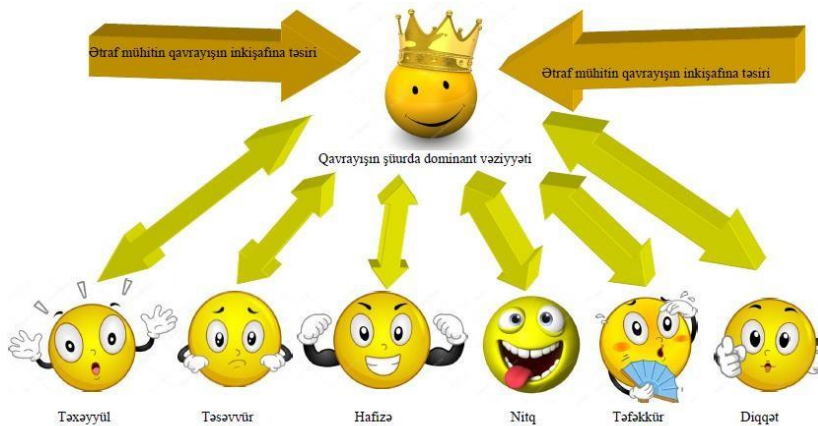 Ətraf mühitin qavrayışın inkişafına təsiri
Ətraf mühitin qavrayışın inkişafına təsiri
Qavrayışın şüurda dominant vəziyyəti
Təxəyyül
Təsəvvür
Hafizə
Nitq
Təfəkkür
Diqqət